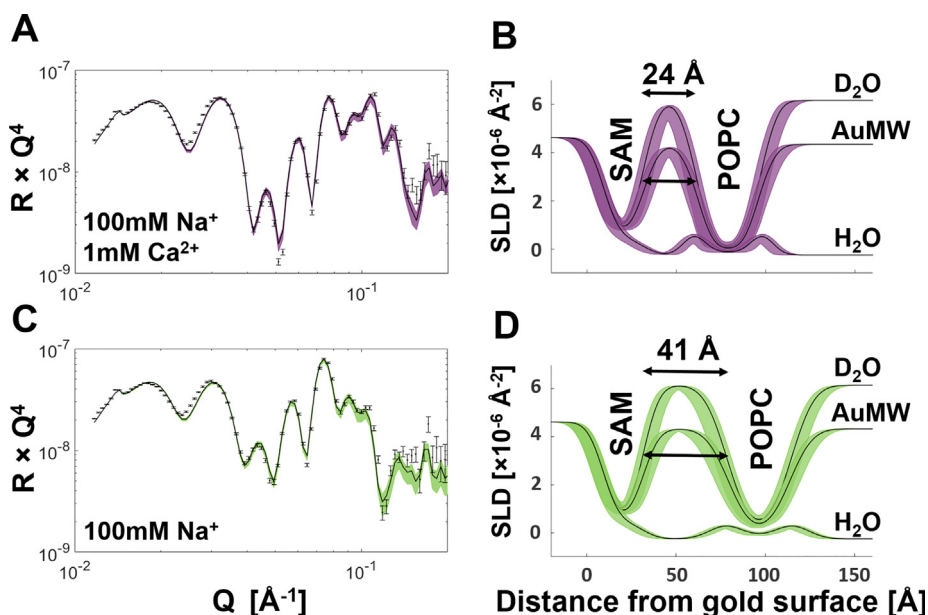 A
R × Q⁴
10⁻⁷
10⁻⁸
10⁻⁹
100mM Na⁺
1mM Ca²⁺
10⁻²
10⁻¹
B
SLD [×10⁻⁶ Å⁻²]
6
4
2
0
24 Å
SAM
POPC
D₂O
AuMW
H₂O
C
R × Q⁴
10⁻⁷
10⁻⁸
10⁻⁹
100mM Na⁺
10⁻²
10⁻¹
Q [Å⁻¹]
D
SLD [×10⁻⁶ Å⁻²]
6
4
2
0
41 Å
SAM
POPC
D₂O
AuMW
H₂O
0
50
100
150
Distance from gold surface [Å]